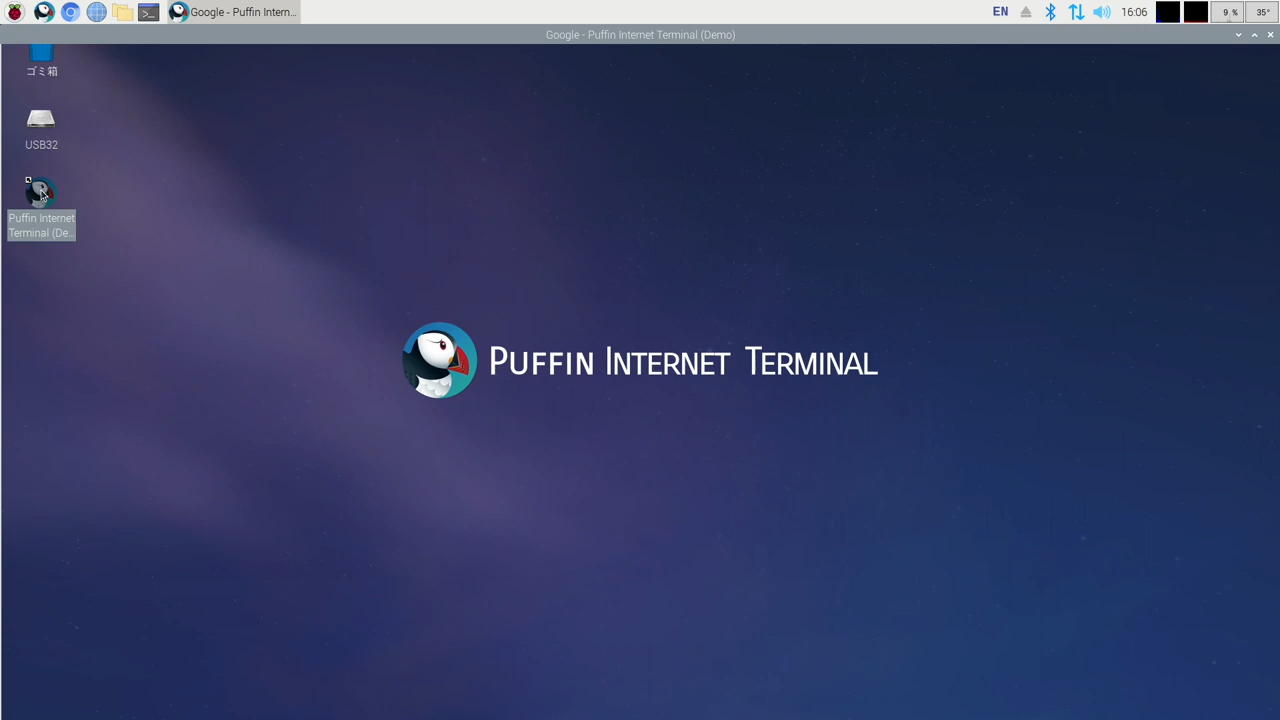 Google - Puffin Intern...
EN
16:06
9 %
35°
Google - Puffin Internet Terminal (Demo)
ゴミ箱
USB32
Puffin Internet
Terminal (De...
PUFFIN INTERNET TERMINAL